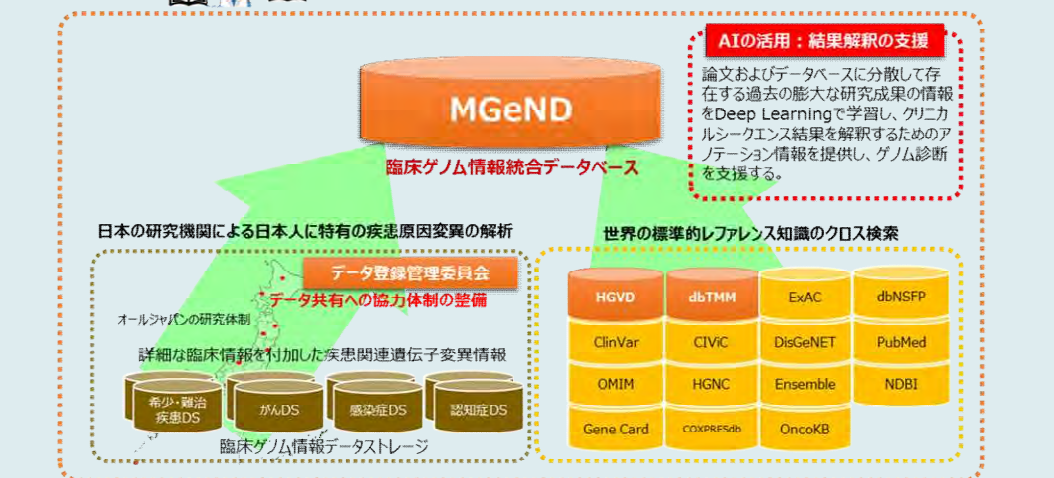 AIの活用：結果解釈の支援
論文およびデータベースに分散して存
在する過去の膨大な研究成果の情報
をDeep Learningで学習し、クリニカ
ルシークエンス結果を解釈するためのア
ノテーション情報を提供し、ゲノム診断
を支援する。
MGeND
臨床ゲノム情報統合データベース
日本の研究機関による日本人に特有の疾患原因変異の解析
データ登録管理委員会
データ共有への協力体制の整備
オールジャパンの研究体制
詳細な臨床情報を付加した疾患関連遺伝子変異情報
希少・難治
疾患DS
がんDS
感染症DS
認知症DS
臨床ゲノム情報データストレージ
世界の標準的レファレンス知識のクロス検索
HGVD
dbTMM
ExAC
dbNSFP
ClinVar
CIViC
DisGeNET
PubMed
OMIM
HGNC
Ensemble
NDBI
Gene Card
COXPRESdb
OncoKB